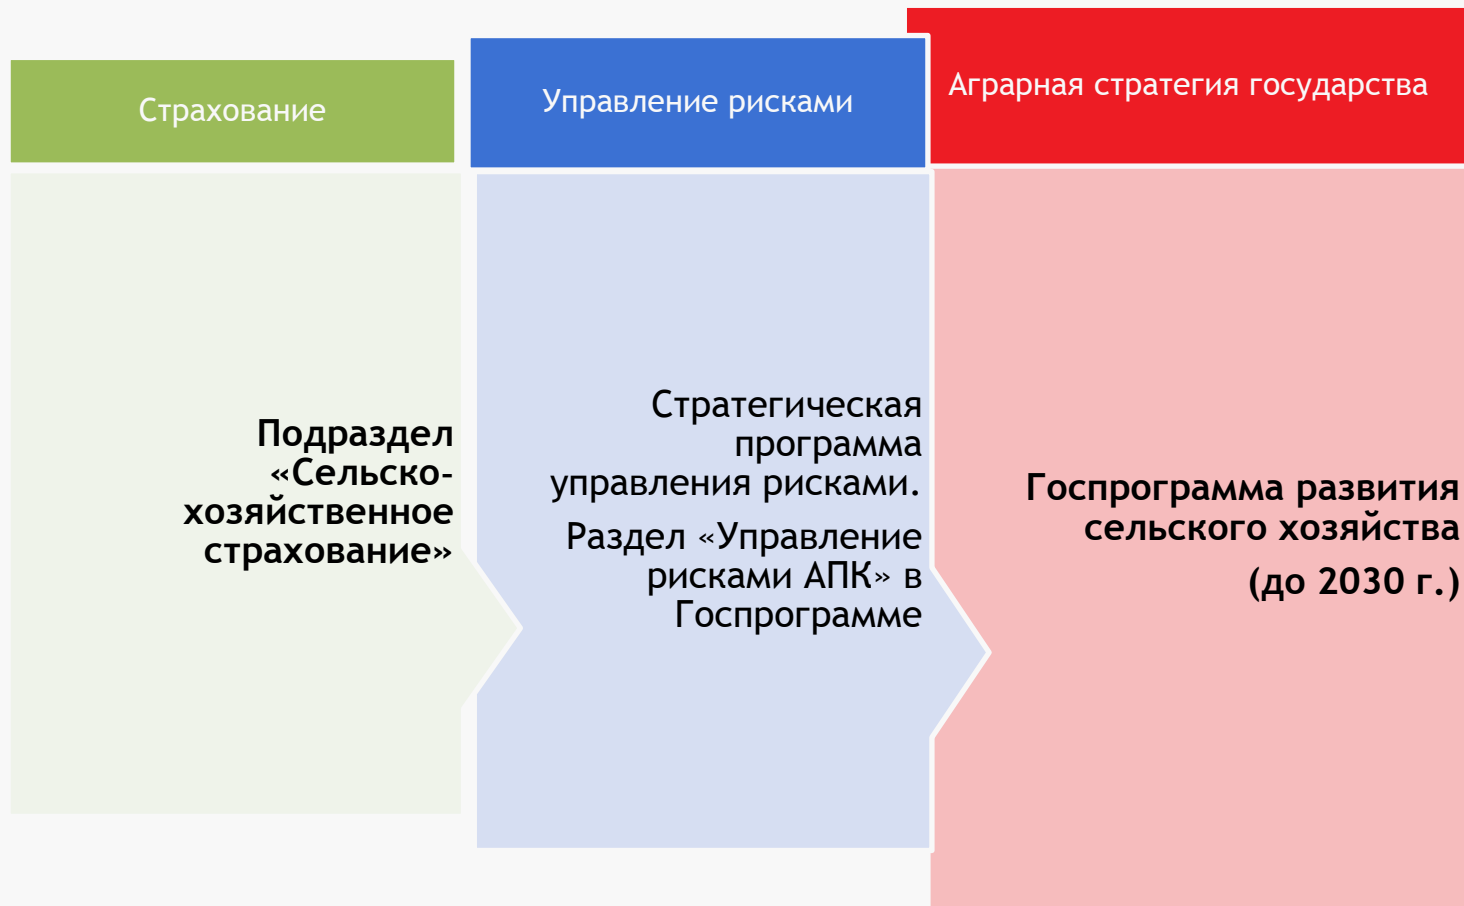 Страхование
Подраздел
«Сельско-
хозяйственное
страхование»
Управление рисками
Стратегическая
программа
управления рисками.
Раздел «Управление
рисками АПК» в
Госпрограмме
Аграрная стратегия государства
Госпрограмма развития
сельского хозяйства
(до 2030 г.)